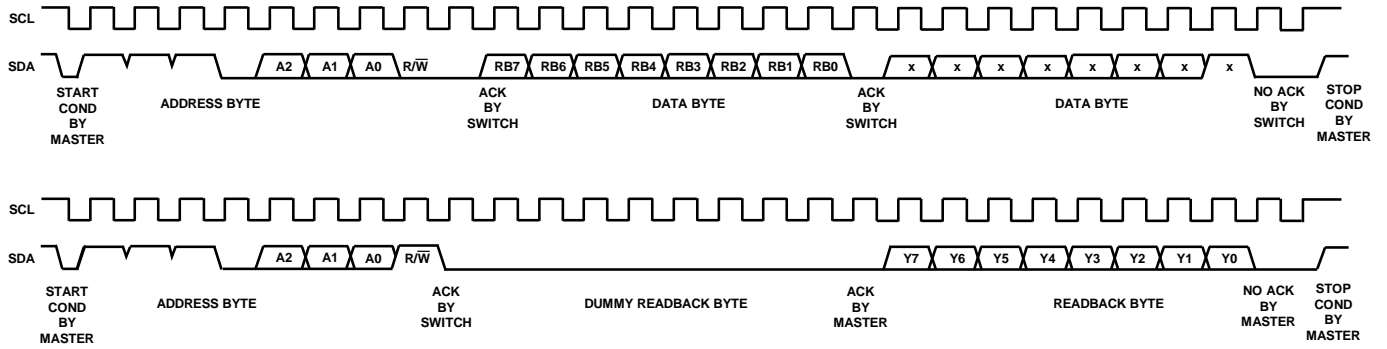 SCL
SDA A2 A1 A0 R/W̅ RB7 RB6 RB5 RB4 RB3 RB2 RB1 RB0 x x x x x x x x
START COND BY MASTER
ADDRESS BYTE
ACK BY SWITCH
DATA BYTE
ACK BY SWITCH
DATA BYTE
NO ACK BY SWITCH
STOP COND BY MASTER
SCL
SDA A2 A1 A0 R/W̅ Y7 Y6 Y5 Y4 Y3 Y2 Y1 Y0
START COND BY MASTER
ADDRESS BYTE
ACK BY SWITCH
DUMMY READBACK BYTE
ACK BY MASTER
READBACK BYTE
NO ACK BY MASTER
STOP COND BY MASTER